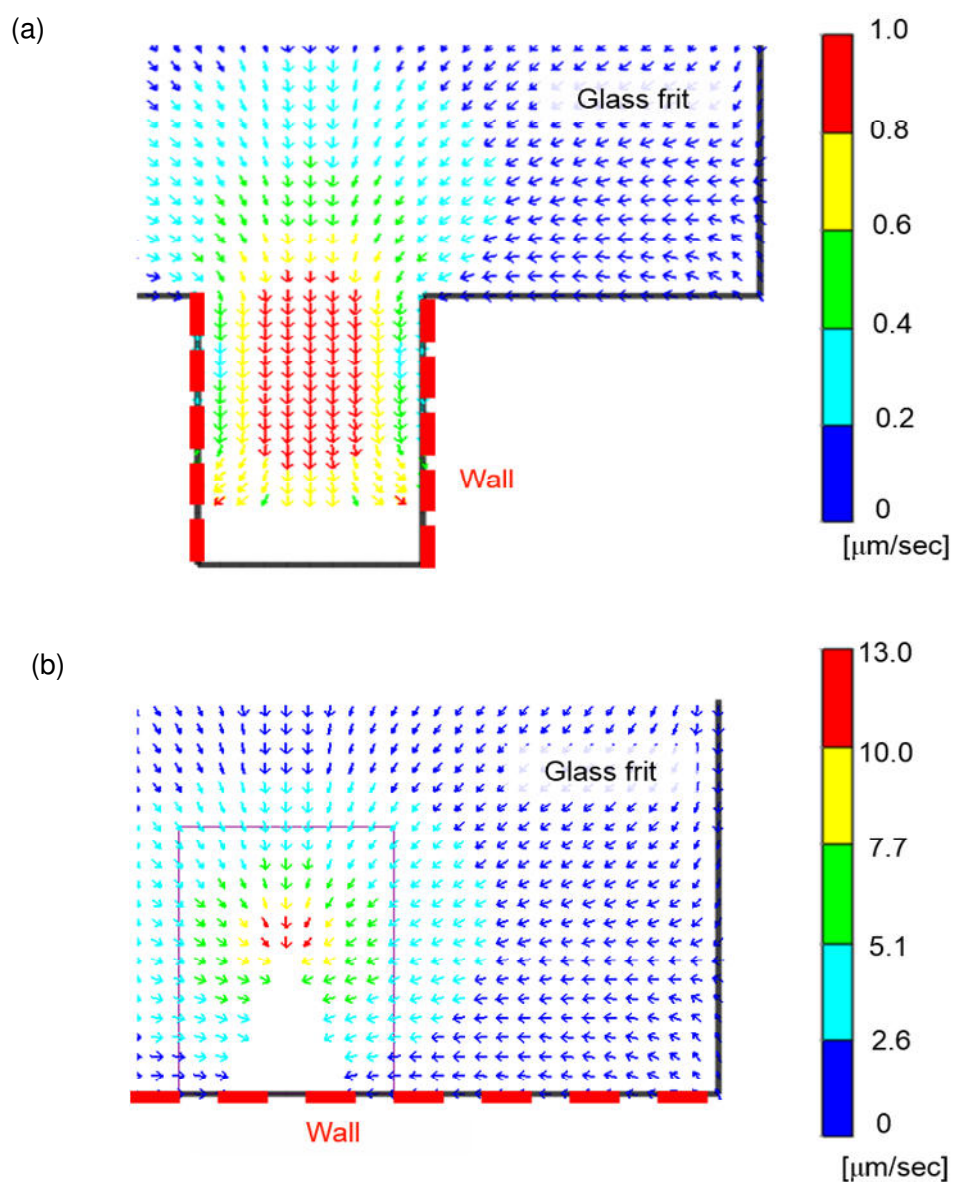 (a)
Glass frit
Wall
1.0
0.8
0.6
0.4
0.2
0
[μm/sec]
(b)
Glass frit
Wall
13.0
10.0
7.7
5.1
2.6
0
[μm/sec]